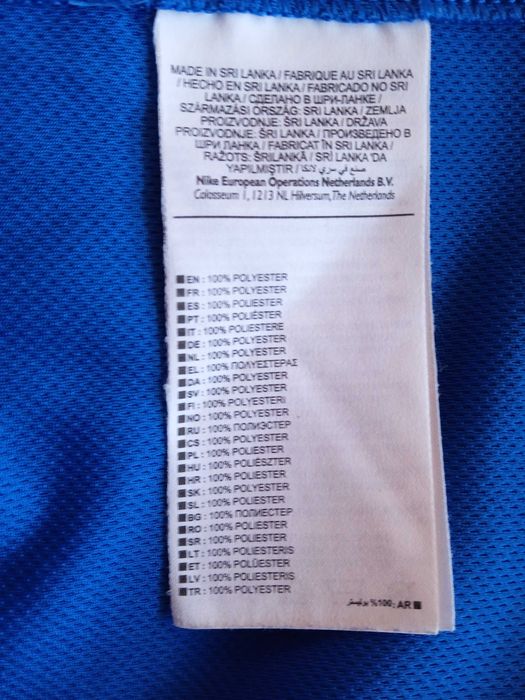 MADE IN SRI LANKA / FABRIQUE AU SRI LANKA
/ HECHO EN SRI LANKA / FABRICADO NO SRI
LANKA / СДЕЛАНО В ШРИ-ЛАНКЕ /
SZÁRMAZÁSI ORSZÁG: SRI LANKA / ZEMLJA
PROIZVODNJE: ŠRI LANKA / DRŽAVA
PROIZVODNJE: ŠRI LANKA / ПРОИЗВЕДЕНО В
ШРИ ЛАНКА / FABRICAT ÎN SRI LANKA /
RAŽOTS: ŠRILANKĀ / SRİ LANKA 'DA
YAPILMIŞTIR / صنع في سري لانكا
Nike European Operations Netherlands B.V.
Colosseum 1, 1213 NL Hilversum, The Netherlands
EN : 100% POLYESTER
FR : 100% POLYESTER
ES : 100% POLIESTER
PT : 100% POLIÉSTER
IT : 100% POLIESTERE
DE : 100% POLYESTER
NL : 100% POLYESTER
EL : 100% ΠΟΛΥΕΣΤΕΡΑΣ
DA : 100% POLYESTER
SV : 100% POLYESTER
FI : 100% POLYESTERI
NO : 100% POLYESTER
RU : 100% ПОЛИЭСТЕР
CS : 100% POLYESTER
PL : 100% POLIESTER
HU : 100% POLIÉSZTER
HR : 100% POLIESTER
SK : 100% POLYESTER
SL : 100% POLIESTER
BG : 100% ПОЛИЕСТЕР
RO : 100% POLIESTER
SR : 100% POLIESTER
LT : 100% POLIESTERIS
ET : 100% POLÜESTER
LV : 100% POLIESTERIS
TR : 100% POLYESTER
AR : 100% بوليستر